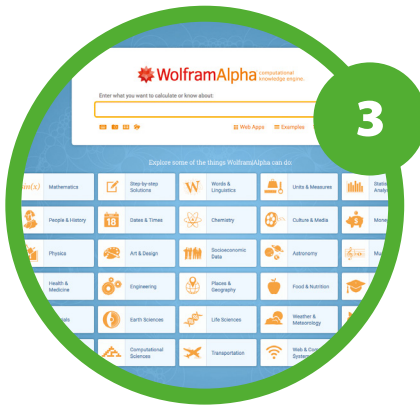 3
WolframAlpha computational knowledge engine
Enter what you want to calculate or know about:
Web Apps Examples
Explore some of the things Wolfram|Alpha can do:
Mathematics
Step-by-step Solutions
Words & Linguistics
Units & Measures
People & History
18
Dates & Times
Chemistry
Culture & Media
Physics
Art & Design
Socioeconomic Data
Astronomy
Health & Medicine
Engineering
Places & Geography
Food & Nutrition
Earth Sciences
Life Sciences
Weather & Meteorology
Computational Sciences
Transportation